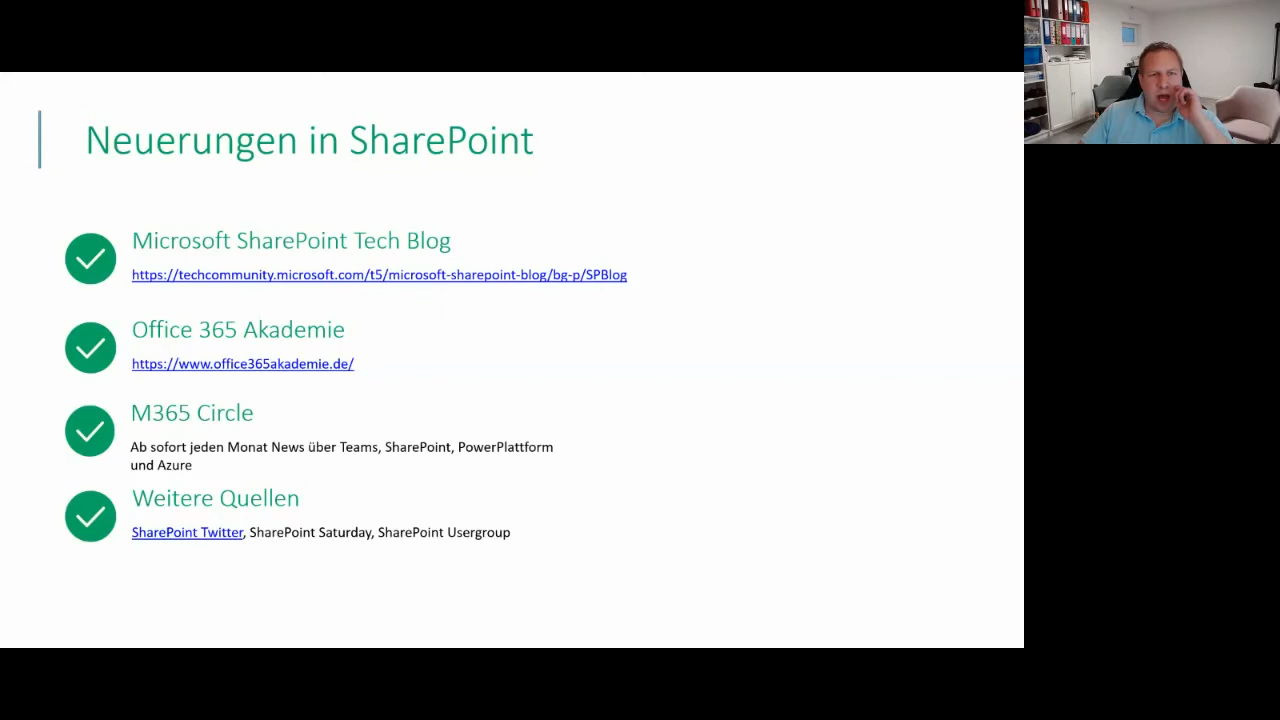 Neuerungen in SharePoint
Microsoft SharePoint Tech Blog
https://techcommunity.microsoft.com/t5/microsoft-sharepoint-blog/bg-p/SPBlog
Office 365 Akademie
https://www.office365akademie.de/
M365 Circle
Ab sofort jeden Monat News über Teams, SharePoint, PowerPlattform
und Azure
Weitere Quellen
SharePoint Twitter, SharePoint Saturday, SharePoint Usergroup